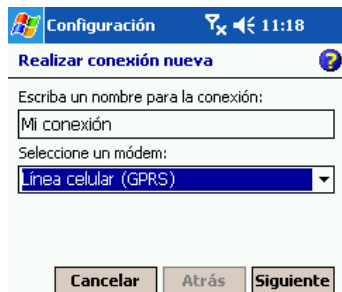 Configuración 11:18
Realizar conexión nueva
Escriba un nombre para la conexión:
Mi conexión
Seleccione un módem:
Línea celular (GPRS)
Cancelar Atrás Siguiente